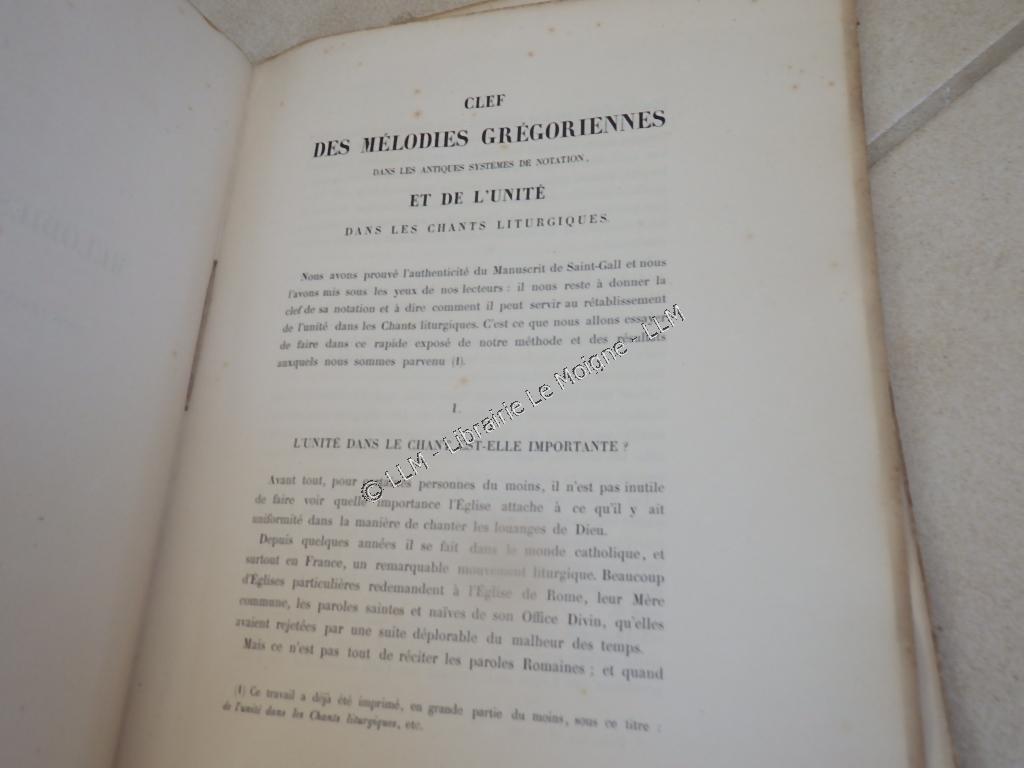 CLEF
DES MÉLODIES GRÉGORIENNES
DANS LES ANTIQUES SYSTÈMES DE NOTATION,
ET DE L'UNITÉ
DANS LES CHANTS LITURGIQUES.
Nous avons prouvé l'authenticité du Manuscrit de Saint-Gall et nous
l'avons mis sous les yeux de nos lecteurs : il nous reste à donner la
clef de sa notation et à dire comment il peut servir au rétablissement
de l'unité dans les Chants liturgiques. C'est ce que nous allons essayer
de faire dans ce rapide exposé de notre méthode et des résultats
auxquels nous sommes parvenu (1).
I.
L'UNITÉ DANS LE CHANT EST-ELLE IMPORTANTE ?
Avant tout, pour certaines personnes du moins, il n'est pas inutile
de faire voir quelle importance l'Église attache à ce qu'il y ait
uniformité dans la manière de chanter les louanges de Dieu.
Depuis quelques années il se fait dans le monde catholique, et
surtout en France, un remarquable mouvement liturgique. Beaucoup
d'Églises particulières redemandent à l'Église de Rome, leur Mère
commune, les paroles saintes et naïves de son Office Divin, qu'elles
avaient rejetées par une suite déplorable du malheur des temps.
Mais ce n'est pas tout de réciter les paroles Romaines ; et quand
(1) Ce travail a déjà été imprimé, en grande partie du moins, sous ce titre :
de l'unité dans les Chants liturgiques, etc.
© LLM - Librairie Le Moigne - LLM